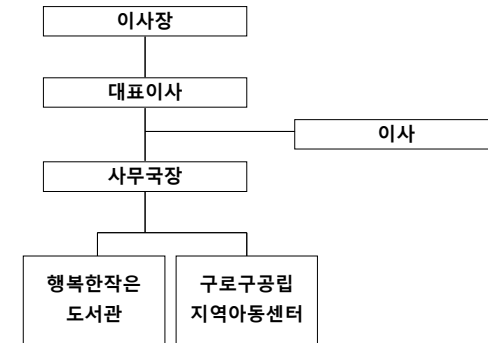 이사장
대표이사
이사
사무국장
행복한작은
도서관
구로구공립
지역아동센터